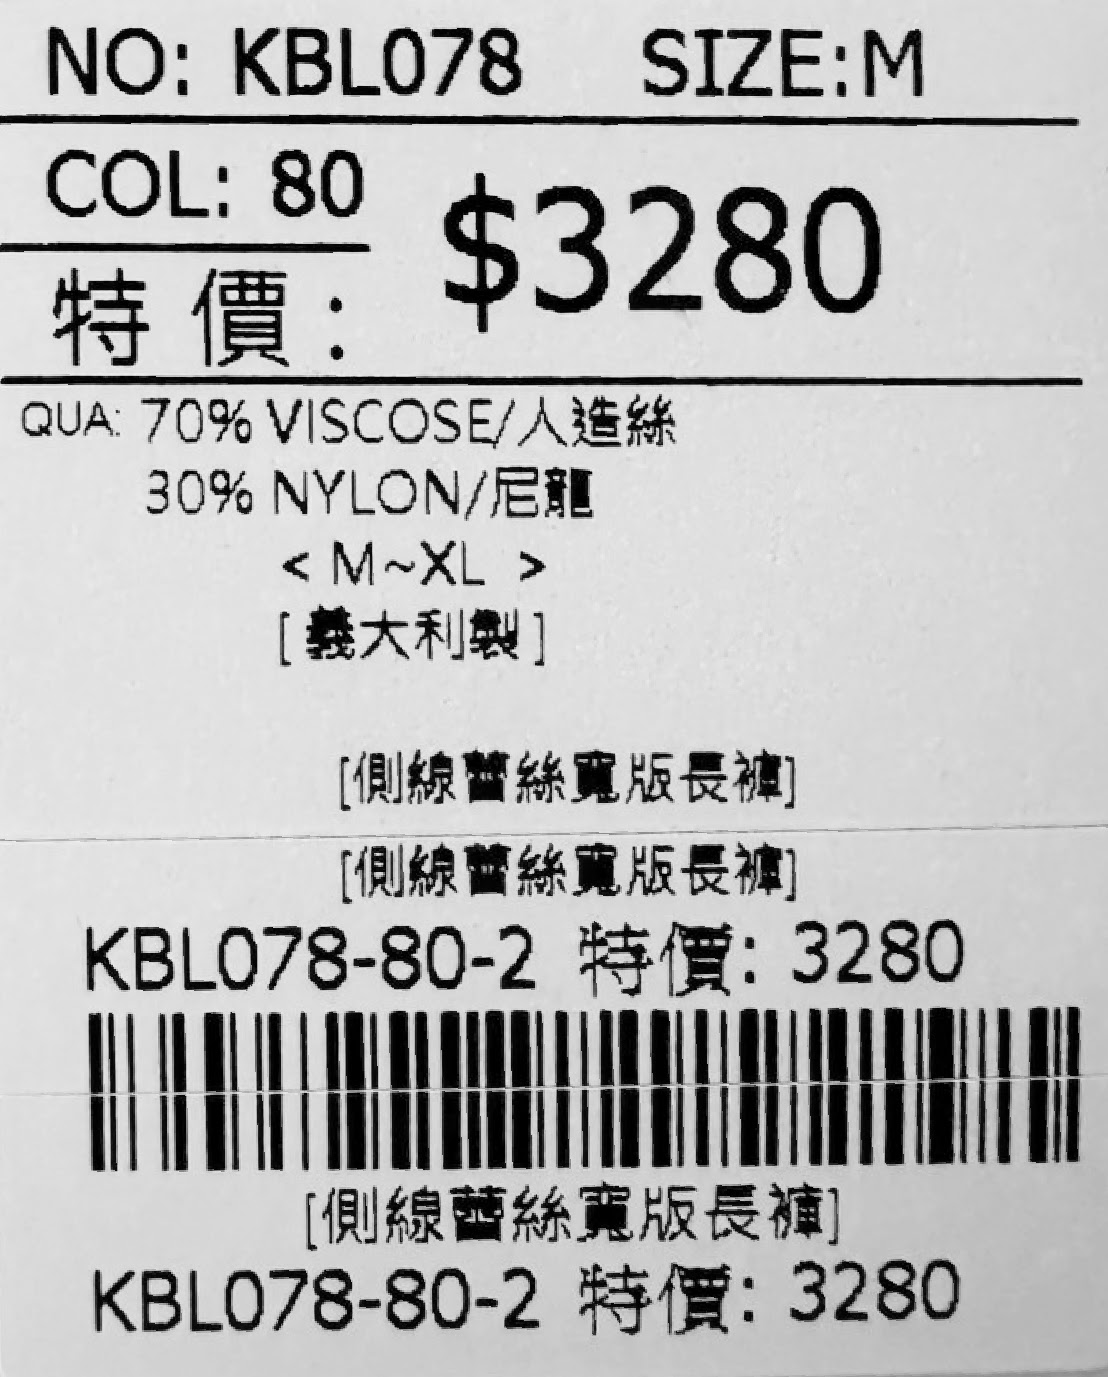 NO: KBL078 SIZE:M
COL: 80 $3280
特價:
QUA: 70% VISCOSE/人造絲
30% NYLON/尼龍
< M~XL >
[義大利製]
[側線蕾絲寬版長褲]
[側線蕾絲寬版長褲]
KBL078-80-2 特價: 3280
[側線蕾絲寬版長褲]
KBL078-80-2 特價: 3280